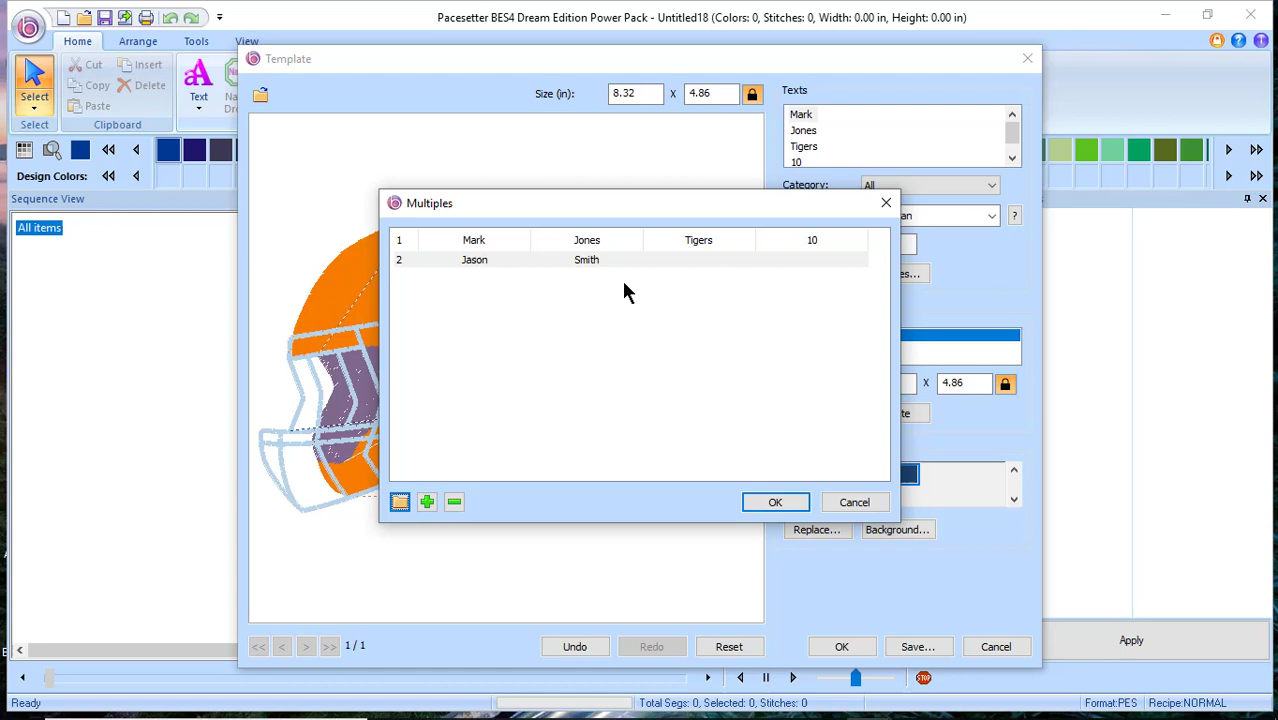 Pacesetter BES4 Dream Edition Power Pack - Untitled18 (Colors: 0, Stitches: 0, Width: 0.00 in, Height: 0.00 in)
Home Arrange Tools View
Select
Select
Cut
Copy
Paste
Insert
Delete
Clipboard
Text
Design Colors:
Sequence View
All items
Template
Size (in): 8.32 X 4.86
Texts
Mark
Jones
Tigers
10
Category: All
an ?
es...
X 4.86
te
Replace... Background...
Multiples
1 Mark Jones Tigers 10
2 Jason Smith
OK Cancel
<< < > >> 1 / 1
Undo Redo Reset OK Save... Cancel
Apply
STOP
Ready
Total Segs: 0, Selected: 0, Stitches: 0
Format:PES
Recipe:NORMAL